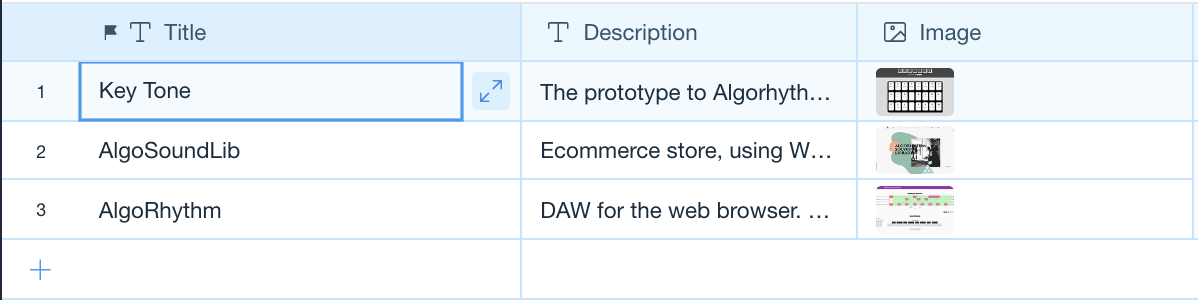 Title Description Image
1 Key Tone The prototype to Algorhyth...
2 AlgoSoundLib Ecommerce store, using W...
3 AlgoRhythm DAW for the web browser. ...